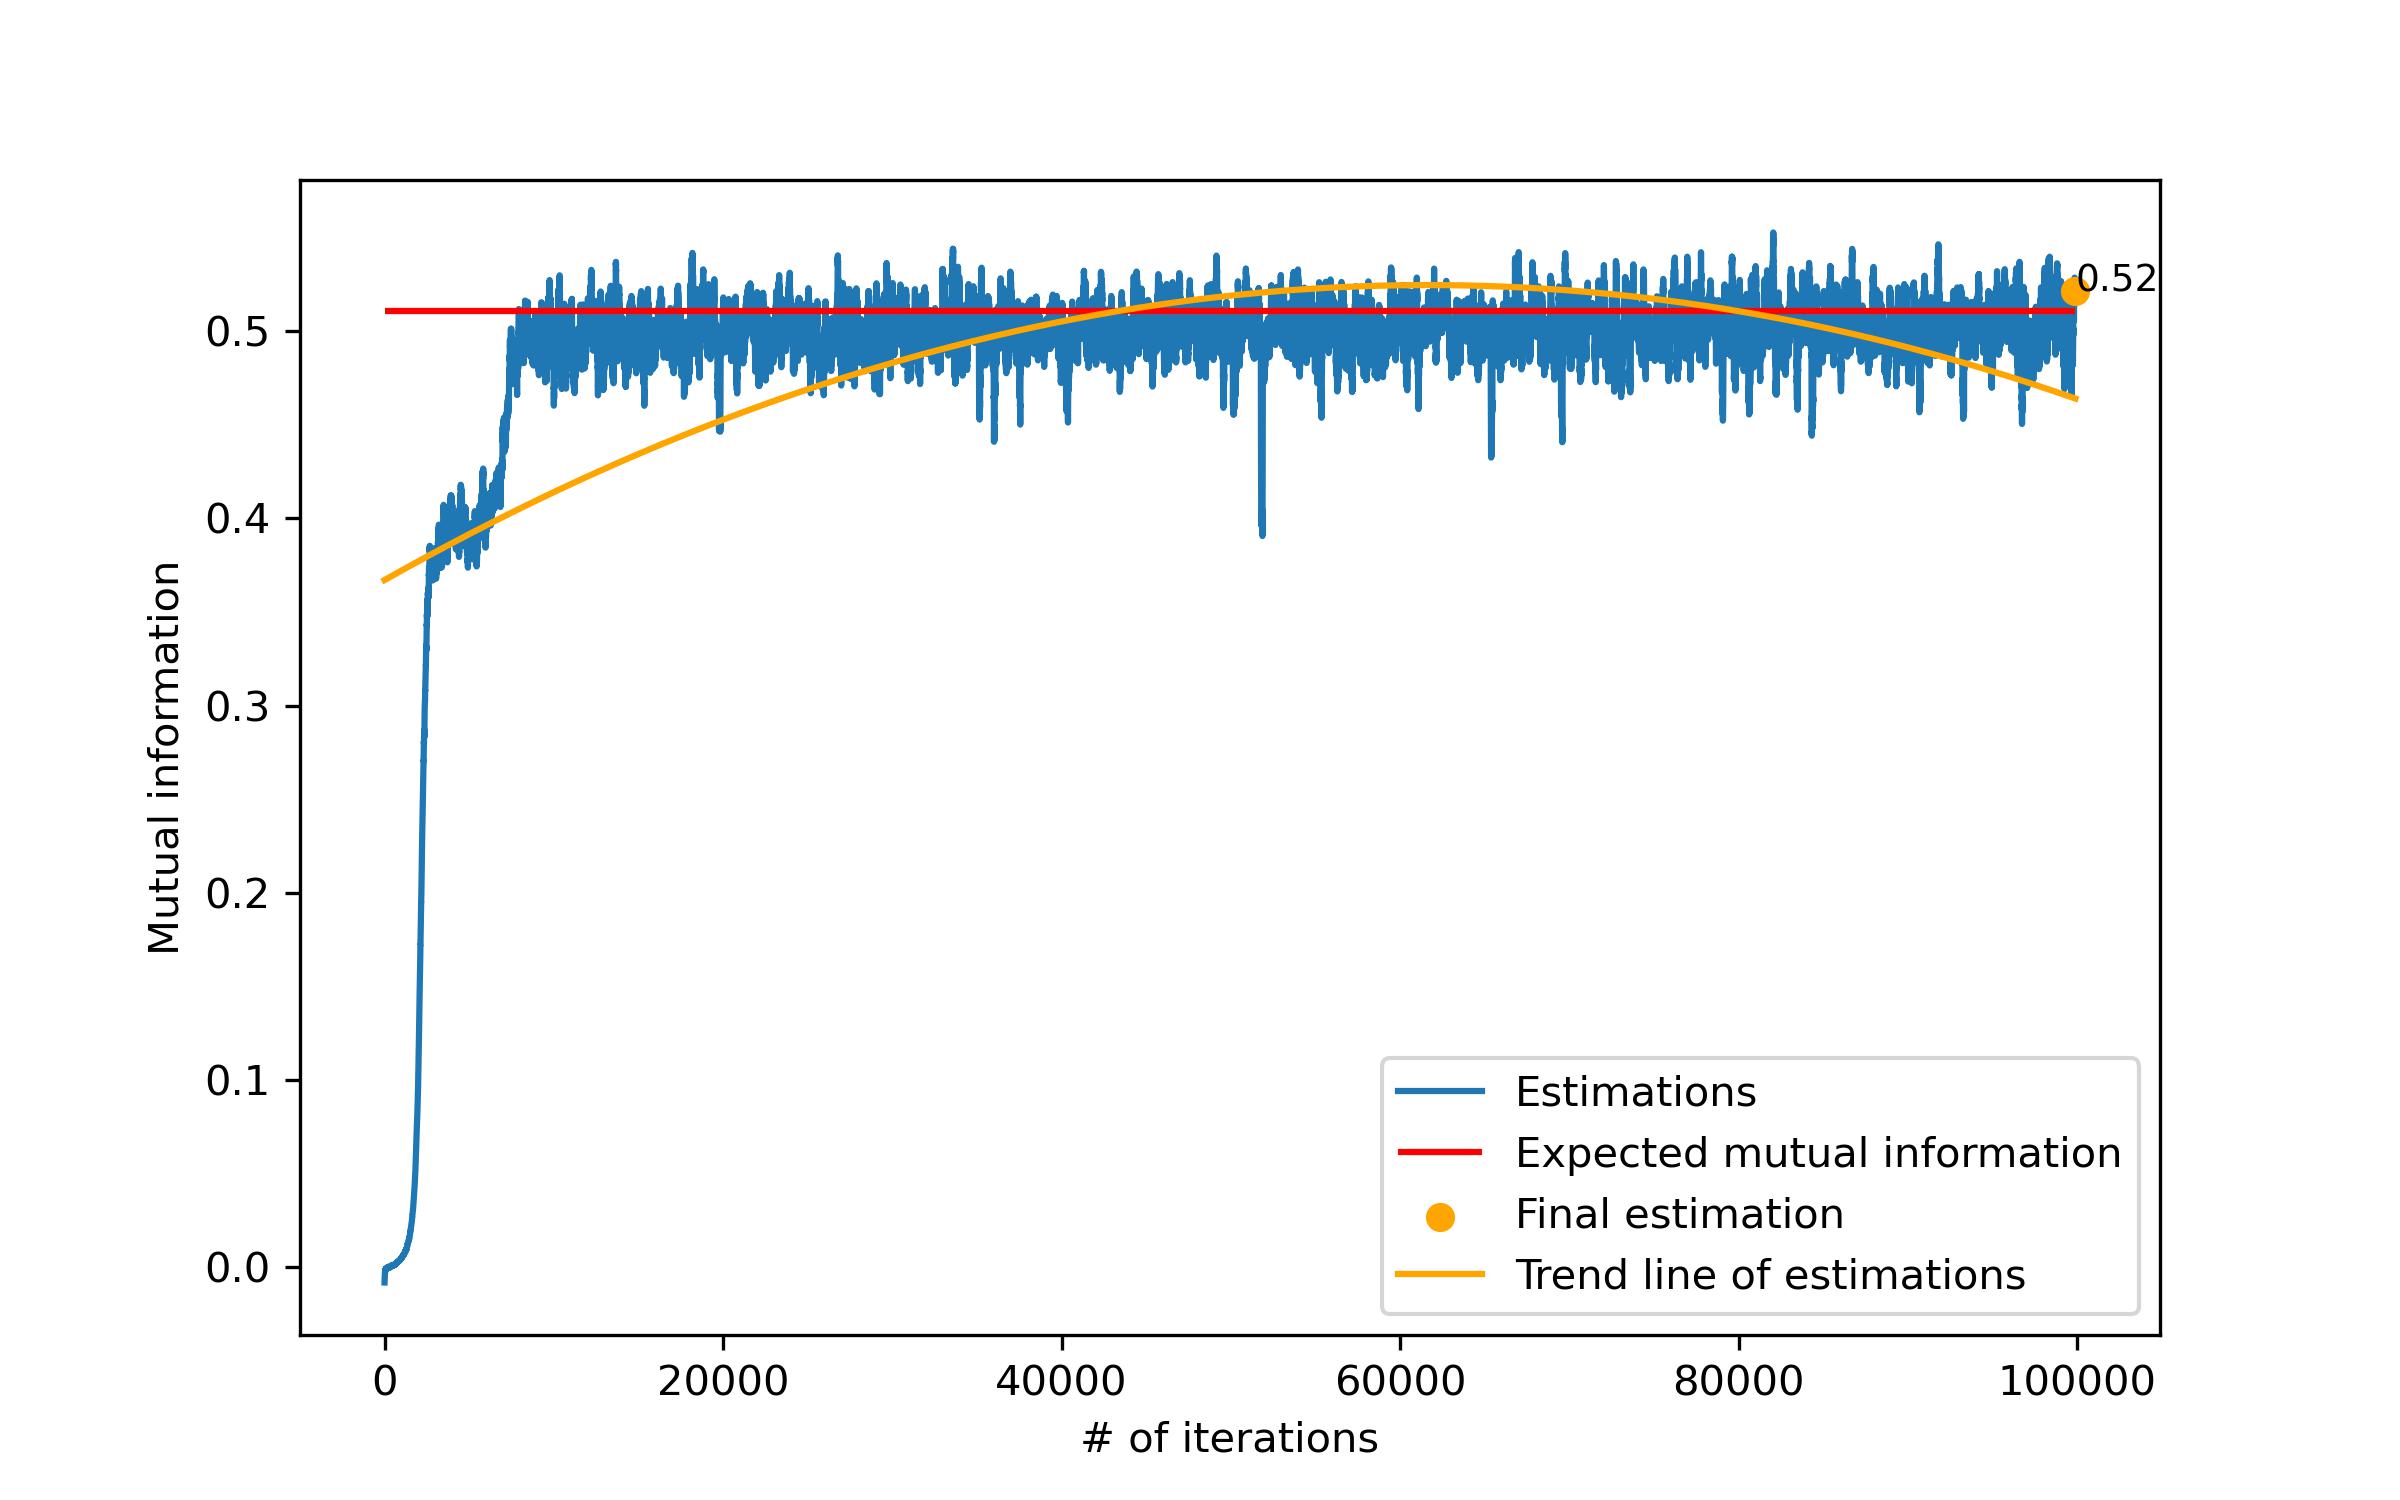 0.52
0.5
0.4
0.3
0.2
0.1
0.0
Mutual information
Estimations
Expected mutual information
Final estimation
Trend line of estimations
0 20000 40000 60000 80000 100000
# of iterations